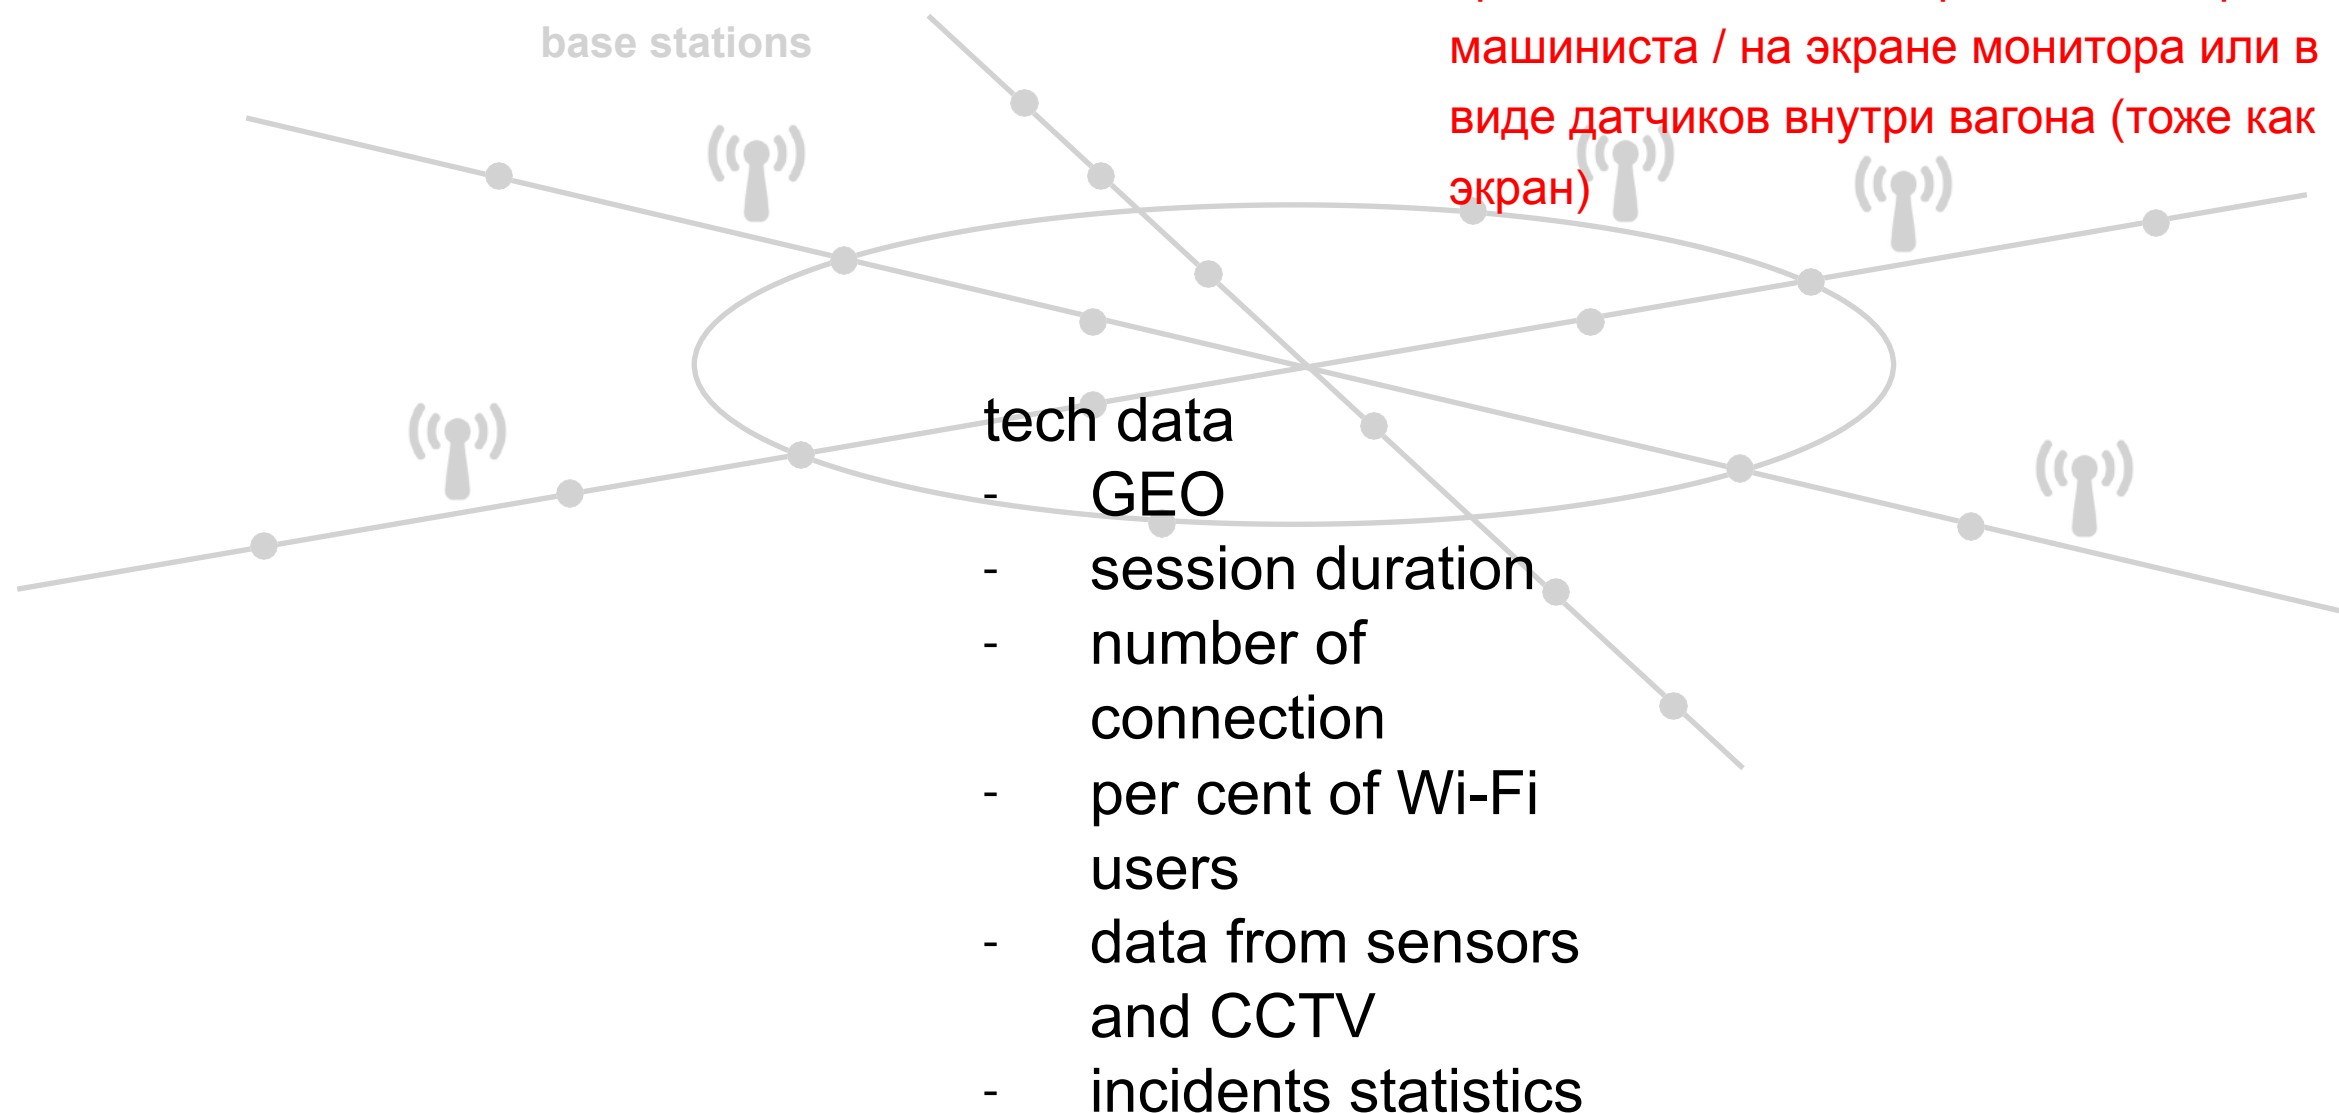 base stations
машиниста / на экране монитора или в
виде датчиков внутри вагона (тоже как
экран)
tech data
- GEO
- session duration
- number of
connection
- per cent of Wi-Fi
users
- data from sensors
and CCTV
- incidents statistics